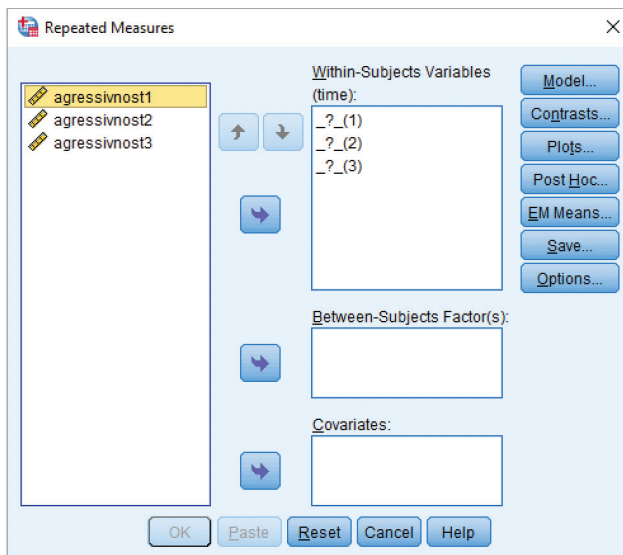 Repeated Measures
agressivnost1
agressivnost2
agressivnost3
Within-Subjects Variables
(time):
_?_(1)
_?_(2)
_?_(3)
Between-Subjects Factor(s):
Covariates:
Model...
Contrasts...
Plots...
Post Hoc...
EM Means...
Save...
Options...
OK
Paste
Reset
Cancel
Help